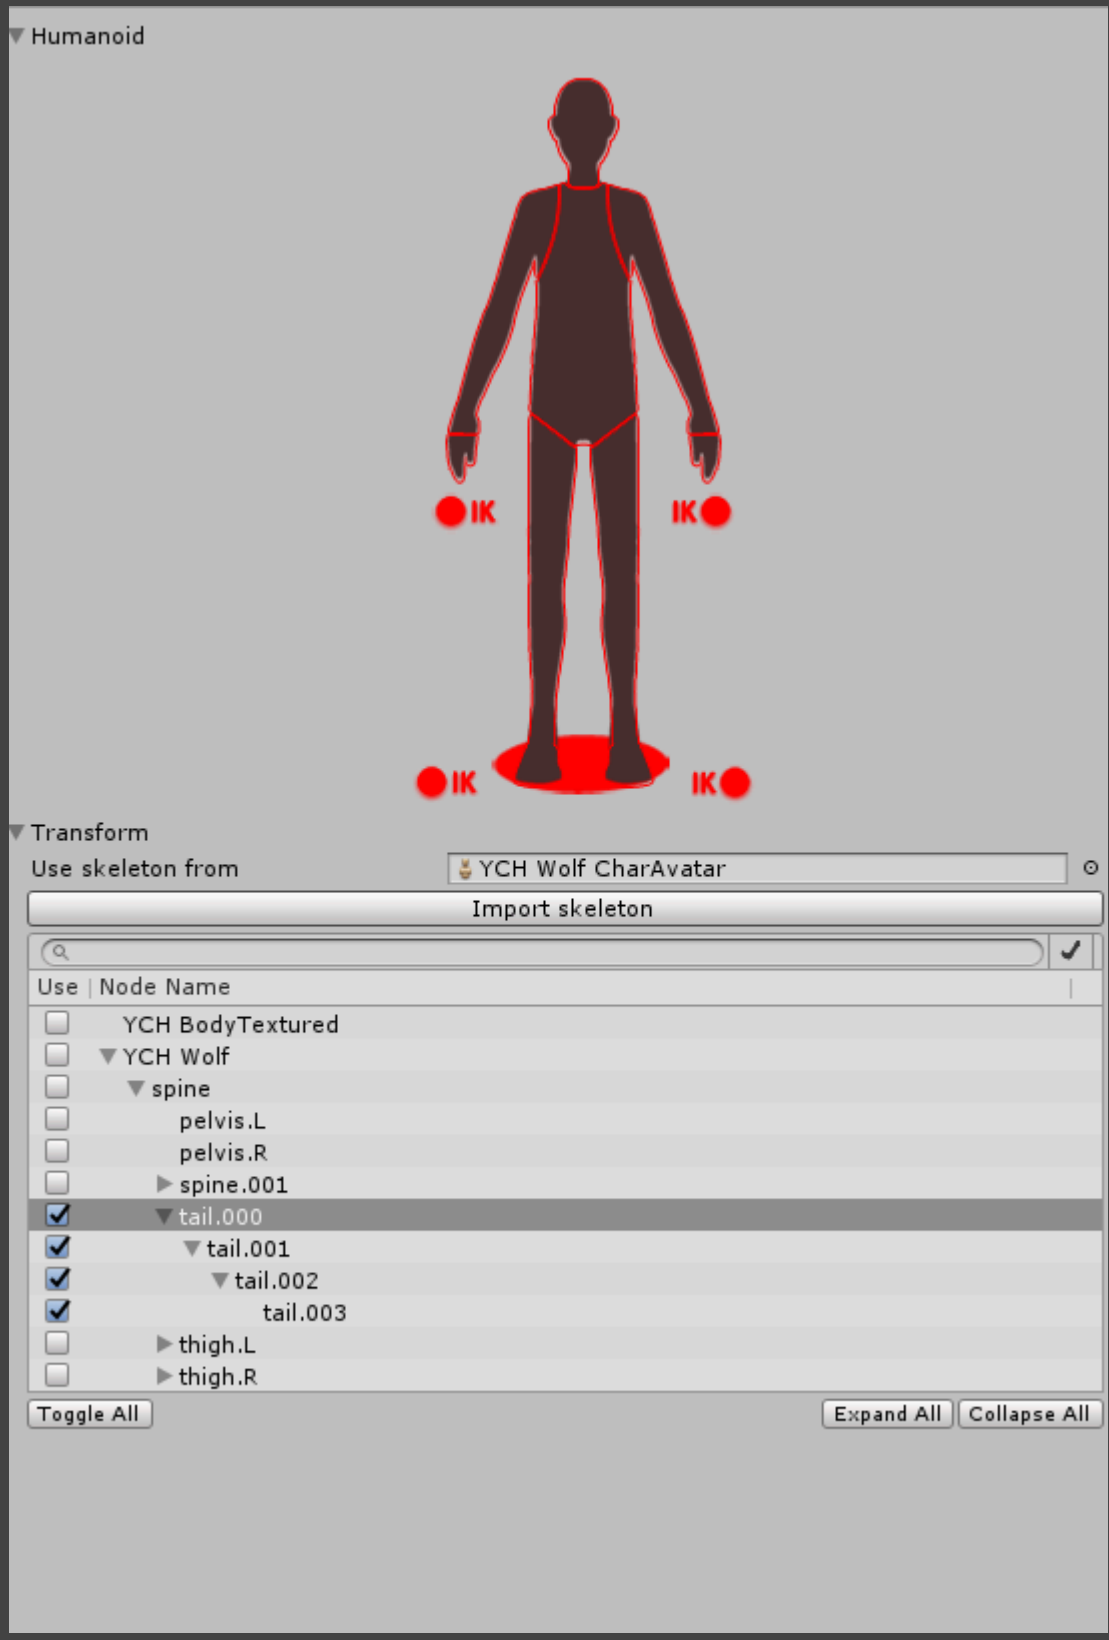 Humanoid
IK IK
IK IK
Transform
Use skeleton from YCH Wolf CharAvatar
Import skeleton
Use Node Name
YCH BodyTextured
YCH Wolf
spine
pelvis.L
pelvis.R
spine.001
tail.000
tail.001
tail.002
tail.003
thigh.L
thigh.R
Toggle All Expand All Collapse All